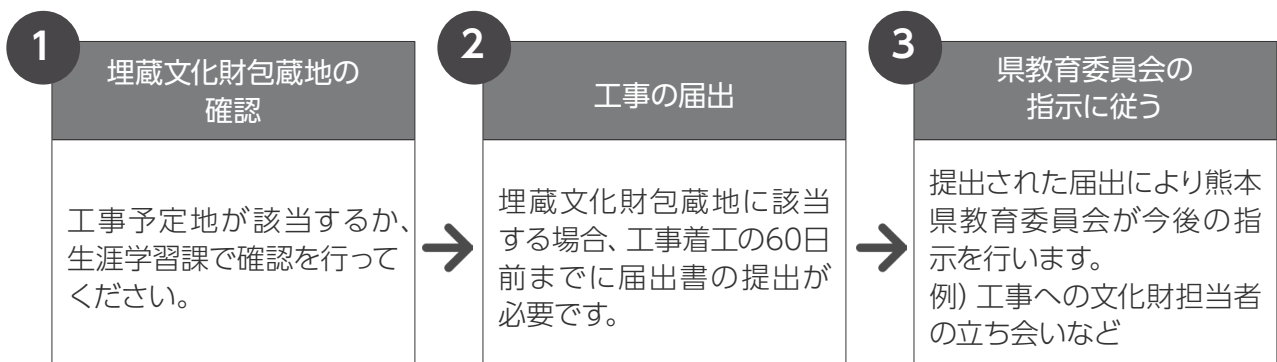 1
埋蔵文化財包蔵地の
確認
工事予定地が該当するか、
生涯学習課で確認を行って
ください。
2
工事の届出
埋蔵文化財包蔵地に該当
する場合、工事着工の60日
前までに届出書の提出が
必要です。
3
県教育委員会の
指示に従う
提出された届出により熊本
県教育委員会が今後の指
示を行います。
例）工事への文化財担当者
の立ち会いなど